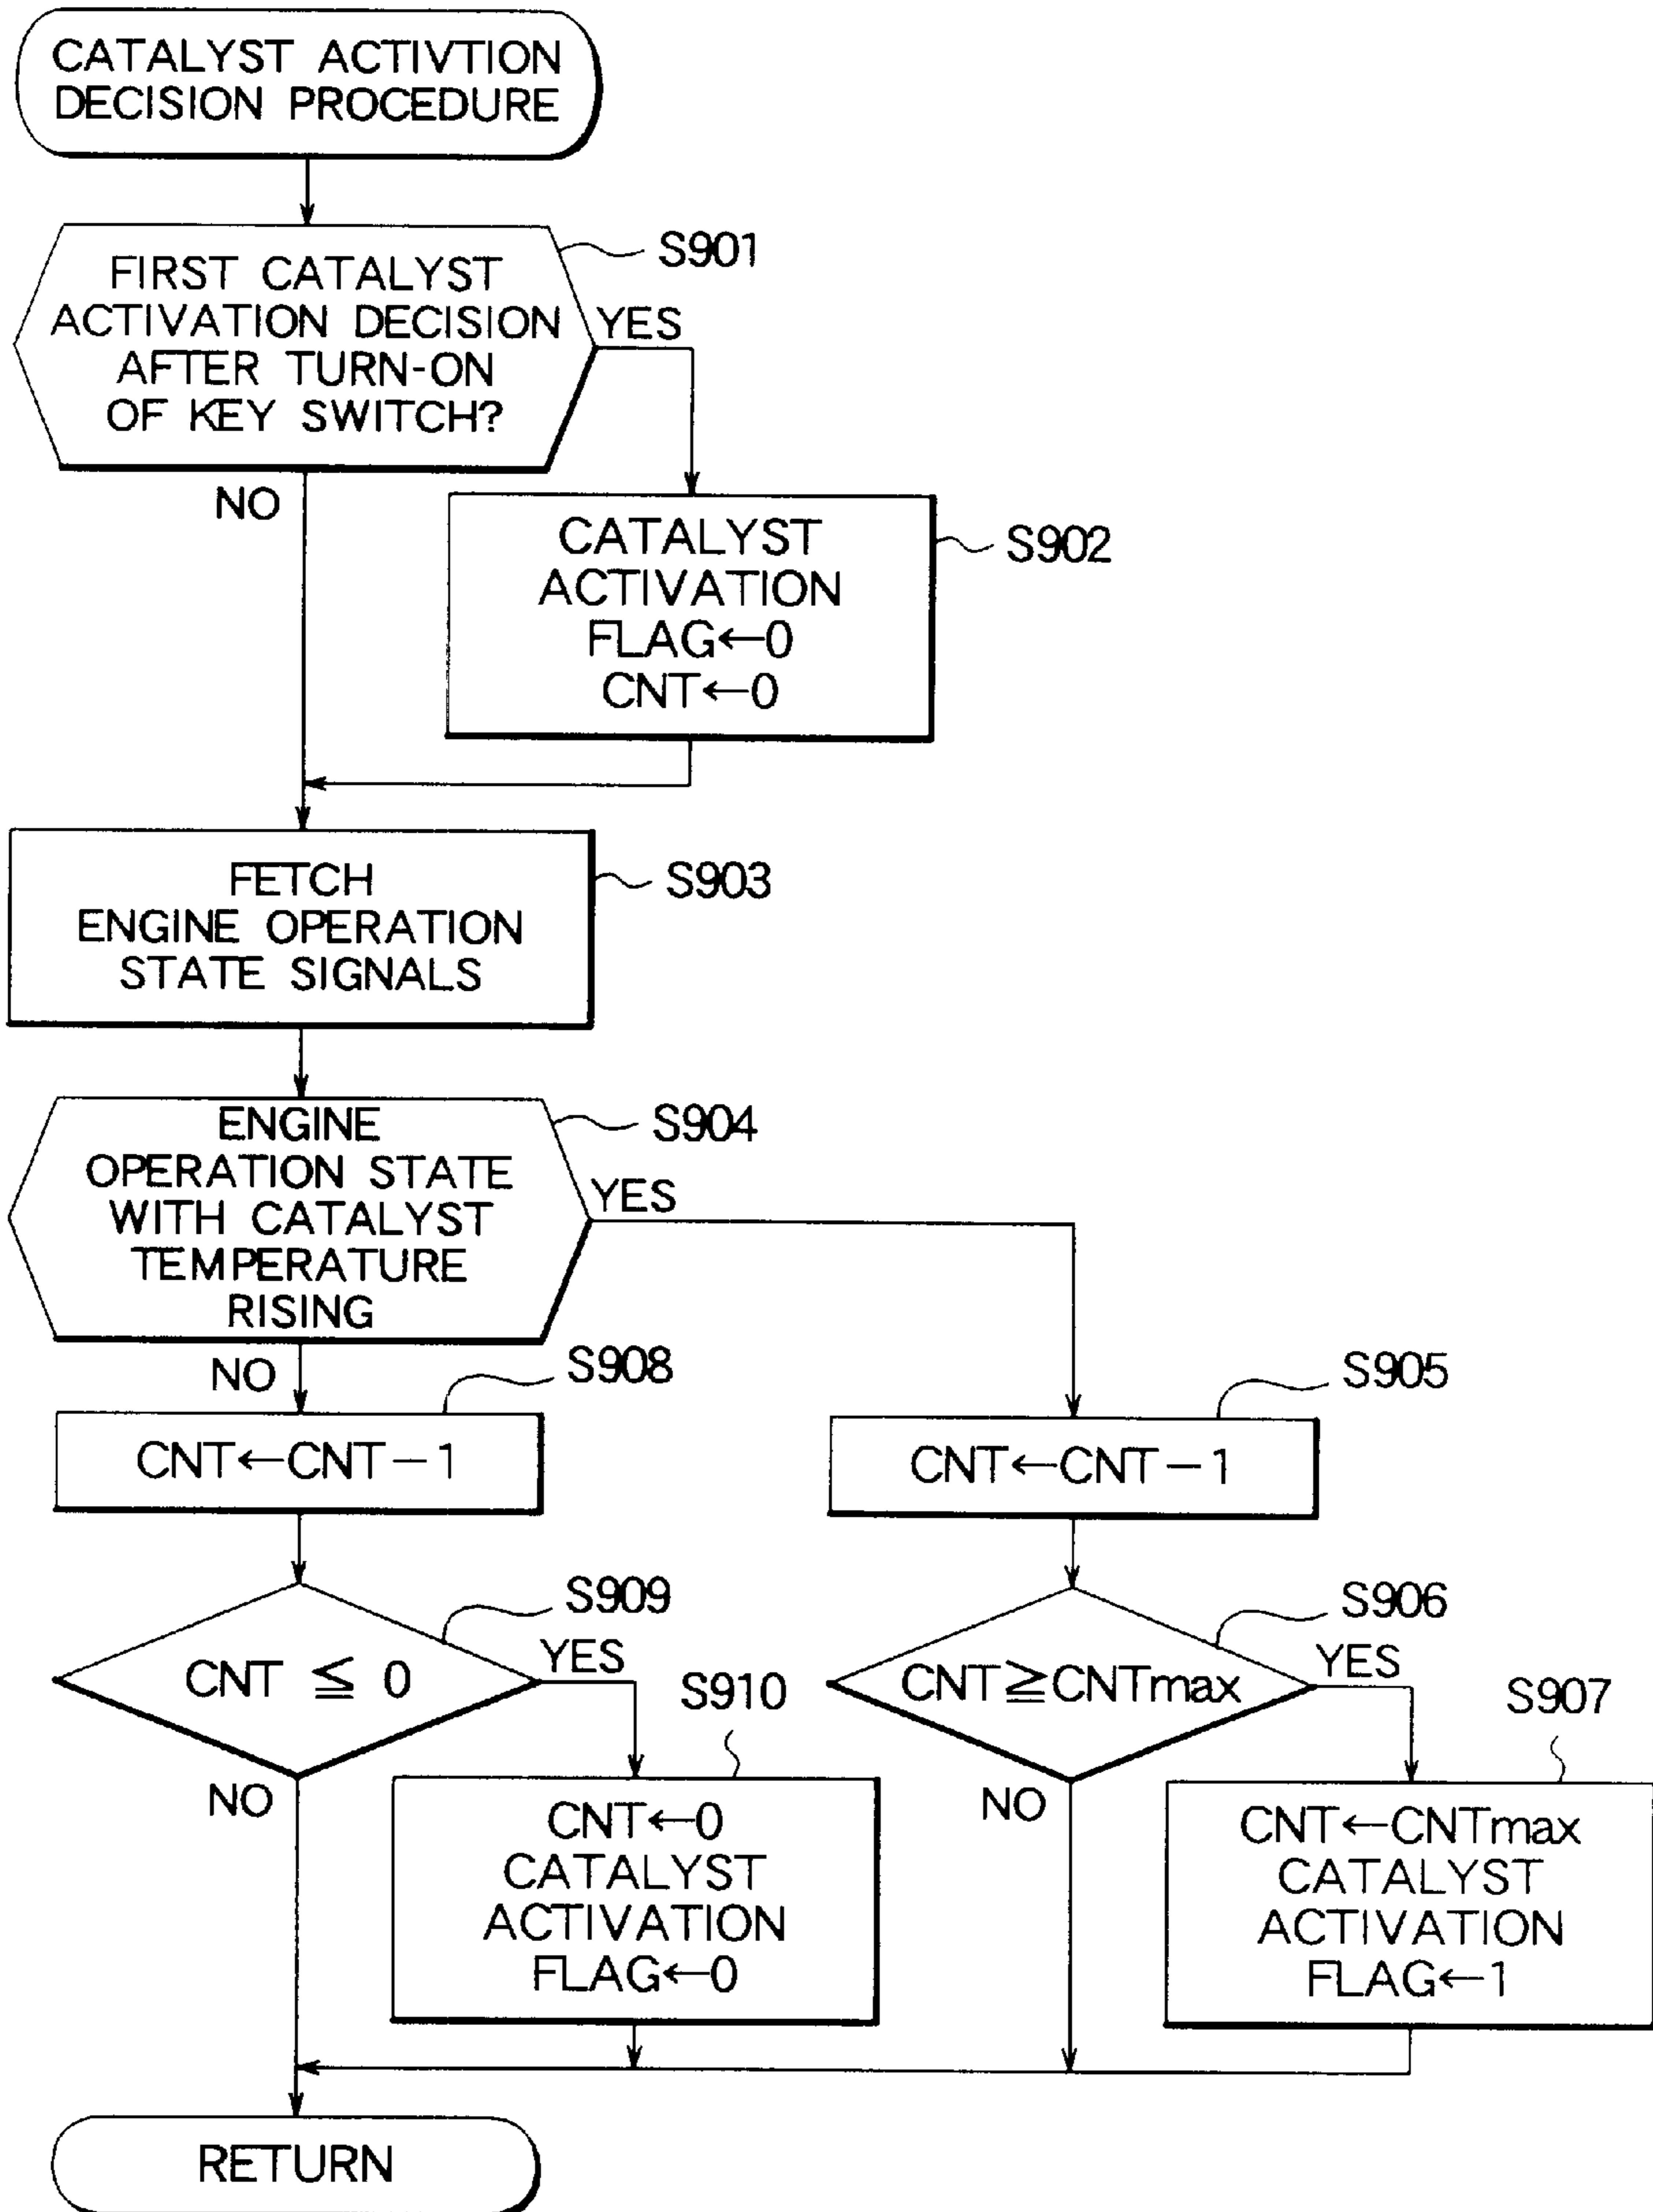 CATALYST ACTIVTION
DECISION PROCEDURE
S901
FIRST CATALYST
ACTIVATION DECISION
AFTER TURN-ON
OF KEY SWITCH?
YES
NO
CATALYST
ACTIVATION
FLAG←0
CNT←0
S902
FETCH
ENGINE OPERATION
STATE SIGNALS
S903
ENGINE
OPERATION STATE
WITH CATALYST
TEMPERATURE
RISING
S904
YES
NO
S908
CNT←CNT−1
S905
CNT←CNT−1
S909
CNT ≦ 0
YES
NO
S906
CNT≧CNTmax
YES
NO
S910
CNT←0
CATALYST
ACTIVATION
FLAG←0
S907
CNT←CNTmax
CATALYST
ACTIVATION
FLAG←1
RETURN